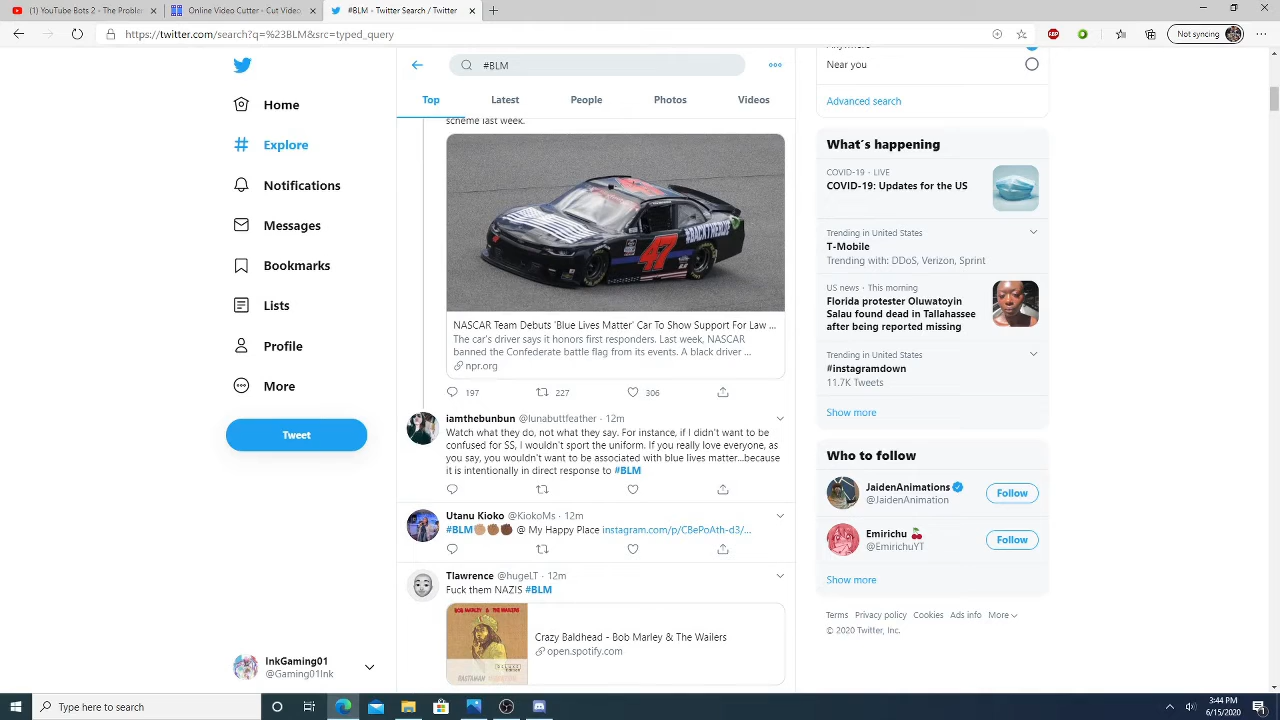 (1) YouTube Bots 2 - The Proble
Online Video Cutter - Cut Video
#BLM - Twitter Search / Twitter
https://twitter.com/search?q=%23BLM&src=typed_query
ABP
Not syncing
Home
Explore
Notifications
Messages
Bookmarks
Lists
Profile
More
Tweet
InkGaming01
@Gaming01Ink
#BLM
Top
Latest
People
Photos
Videos
scheme last week.
#BACKTHEBLUE
47
NASCAR Team Debuts 'Blue Lives Matter' Car To Show Support For Law ...
The car's driver says it honors first responders. Last week, NASCAR
banned the Confederate battle flag from its events. A black driver ...
npr.org
197
227
306
iamthebunbun @lunabuttfeather · 12m
Watch what they do, not what they say. For instance, if I didn't want to be
confused for SS, I wouldn't sport the uniform. If you really love everyone, as
you say, you wouldn't want to be associated with blue lives matter...because
it is intentionally in direct response to #BLM
Utanu Kioko @KiokoMs · 12m
#BLM✊🏼✊🏽✊🏿 @ My Happy Place instagram.com/p/CBePoAth-d3/...
Tlawrence @hugeLT · 12m
Fuck them NAZIS #BLM
BOB MARLEY & THE WAILERS
RASTAMAN
Crazy Baldhead - Bob Marley & The Wailers
open.spotify.com
Anywhere
Near you
Advanced search
What's happening
COVID-19 · LIVE
COVID-19: Updates for the US
Trending in United States
T-Mobile
Trending with: DDoS, Verizon, Sprint
US news · This morning
Florida protester Oluwatoyin
Salau found dead in Tallahassee
after being reported missing
Trending in United States
#instagramdown
11.7K Tweets
Show more
Who to follow
JaidenAnimations
@JaidenAnimation
Follow
Emirichu 🍒
@EmirichuYT
Follow
Show more
Terms Privacy policy Cookies Ads info More
© 2020 Twitter, Inc.
Type here to search
3:44 PM
6/15/2020